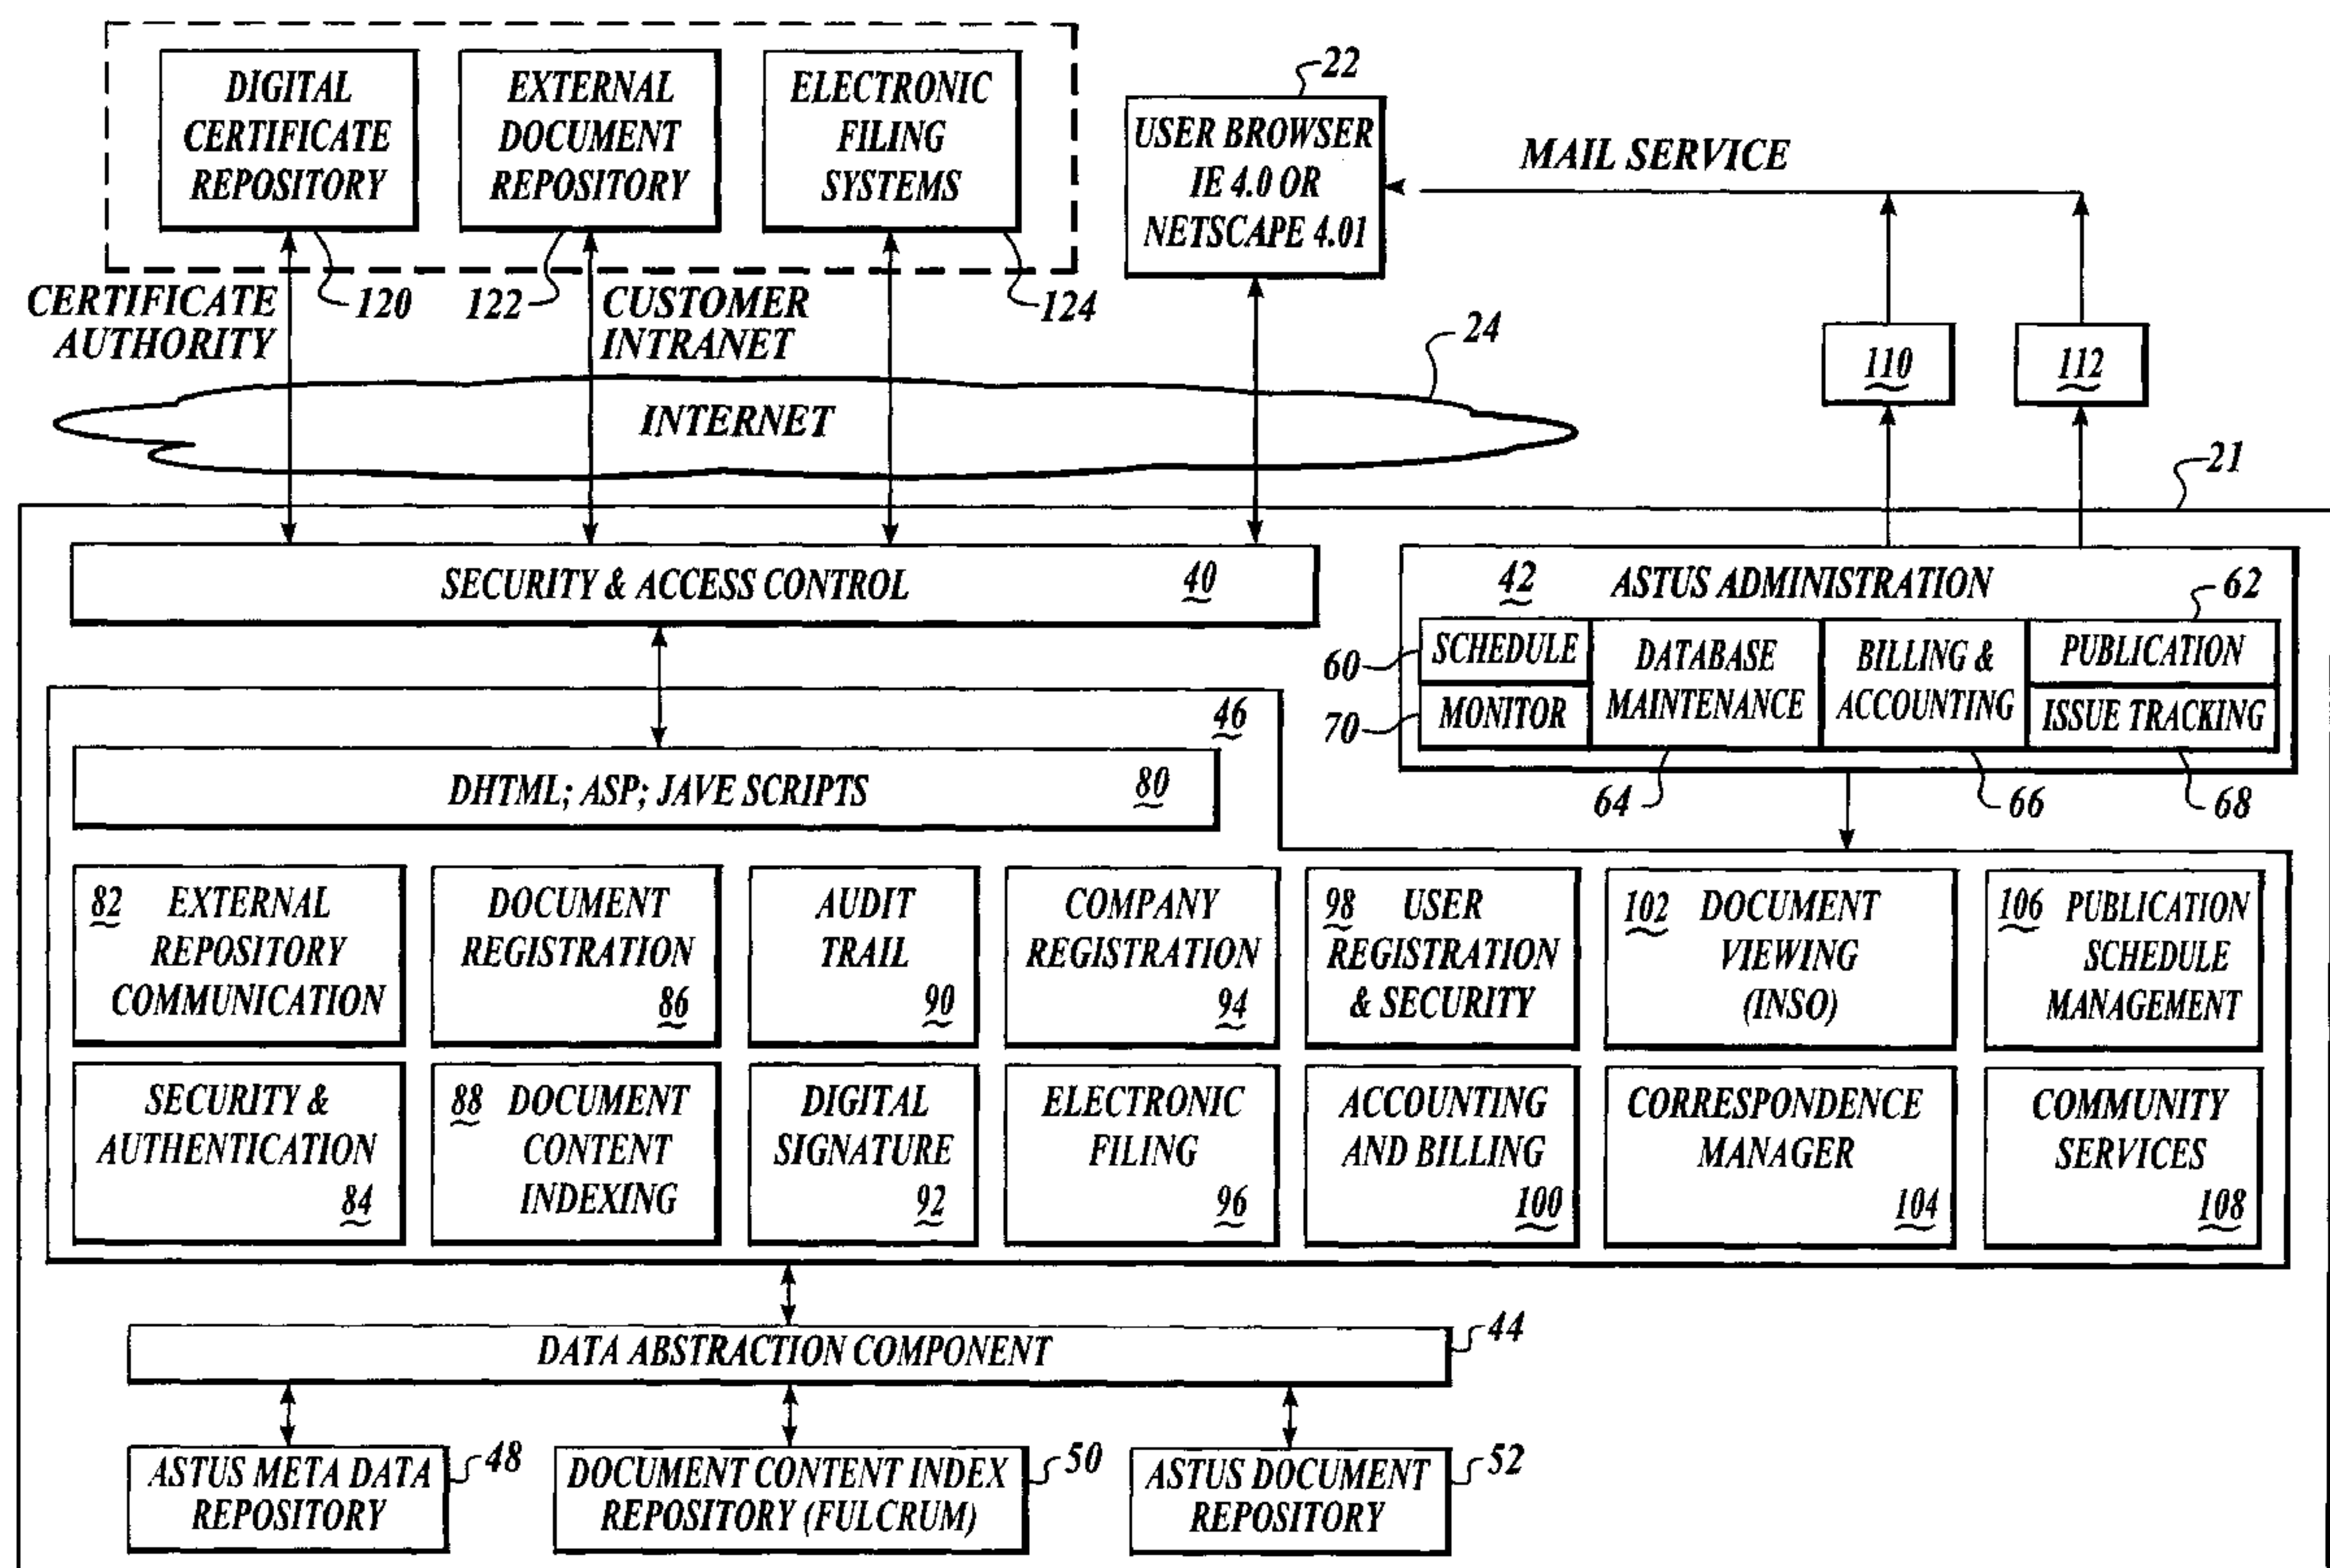 DIGITAL
CERTIFICATE
REPOSITORY
EXTERNAL
DOCUMENT
REPOSITORY
ELECTRONIC
FILING
SYSTEMS
22
USER BROWSER
IE 4.0 OR
NETSCAPE 4.01
MAIL SERVICE
CERTIFICATE
AUTHORITY
120
122
CUSTOMER
INTRANET
124
24
110
112
INTERNET
21
SECURITY & ACCESS CONTROL 40
42 ASTUS ADMINISTRATION
62
60
SCHEDULE
70
MONITOR
DATABASE
MAINTENANCE
BILLING &
ACCOUNTING
PUBLICATION
ISSUE TRACKING
64
66
68
46
DHTML; ASP; JAVE SCRIPTS 80
82 EXTERNAL
REPOSITORY
COMMUNICATION
DOCUMENT
REGISTRATION
86
AUDIT
TRAIL
90
COMPANY
REGISTRATION
94
98 USER
REGISTRATION
& SECURITY
102 DOCUMENT
VIEWING
(INSO)
106 PUBLICATION
SCHEDULE
MANAGEMENT
SECURITY &
AUTHENTICATION
84
88 DOCUMENT
CONTENT
INDEXING
DIGITAL
SIGNATURE
92
ELECTRONIC
FILING
96
ACCOUNTING
AND BILLING
100
CORRESPONDENCE
MANAGER
104
COMMUNITY
SERVICES
108
DATA ABSTRACTION COMPONENT
44
ASTUS META DATA
REPOSITORY
48
DOCUMENT CONTENT INDEX
REPOSITORY (FULCRUM)
50
ASTUS DOCUMENT
REPOSITORY
52